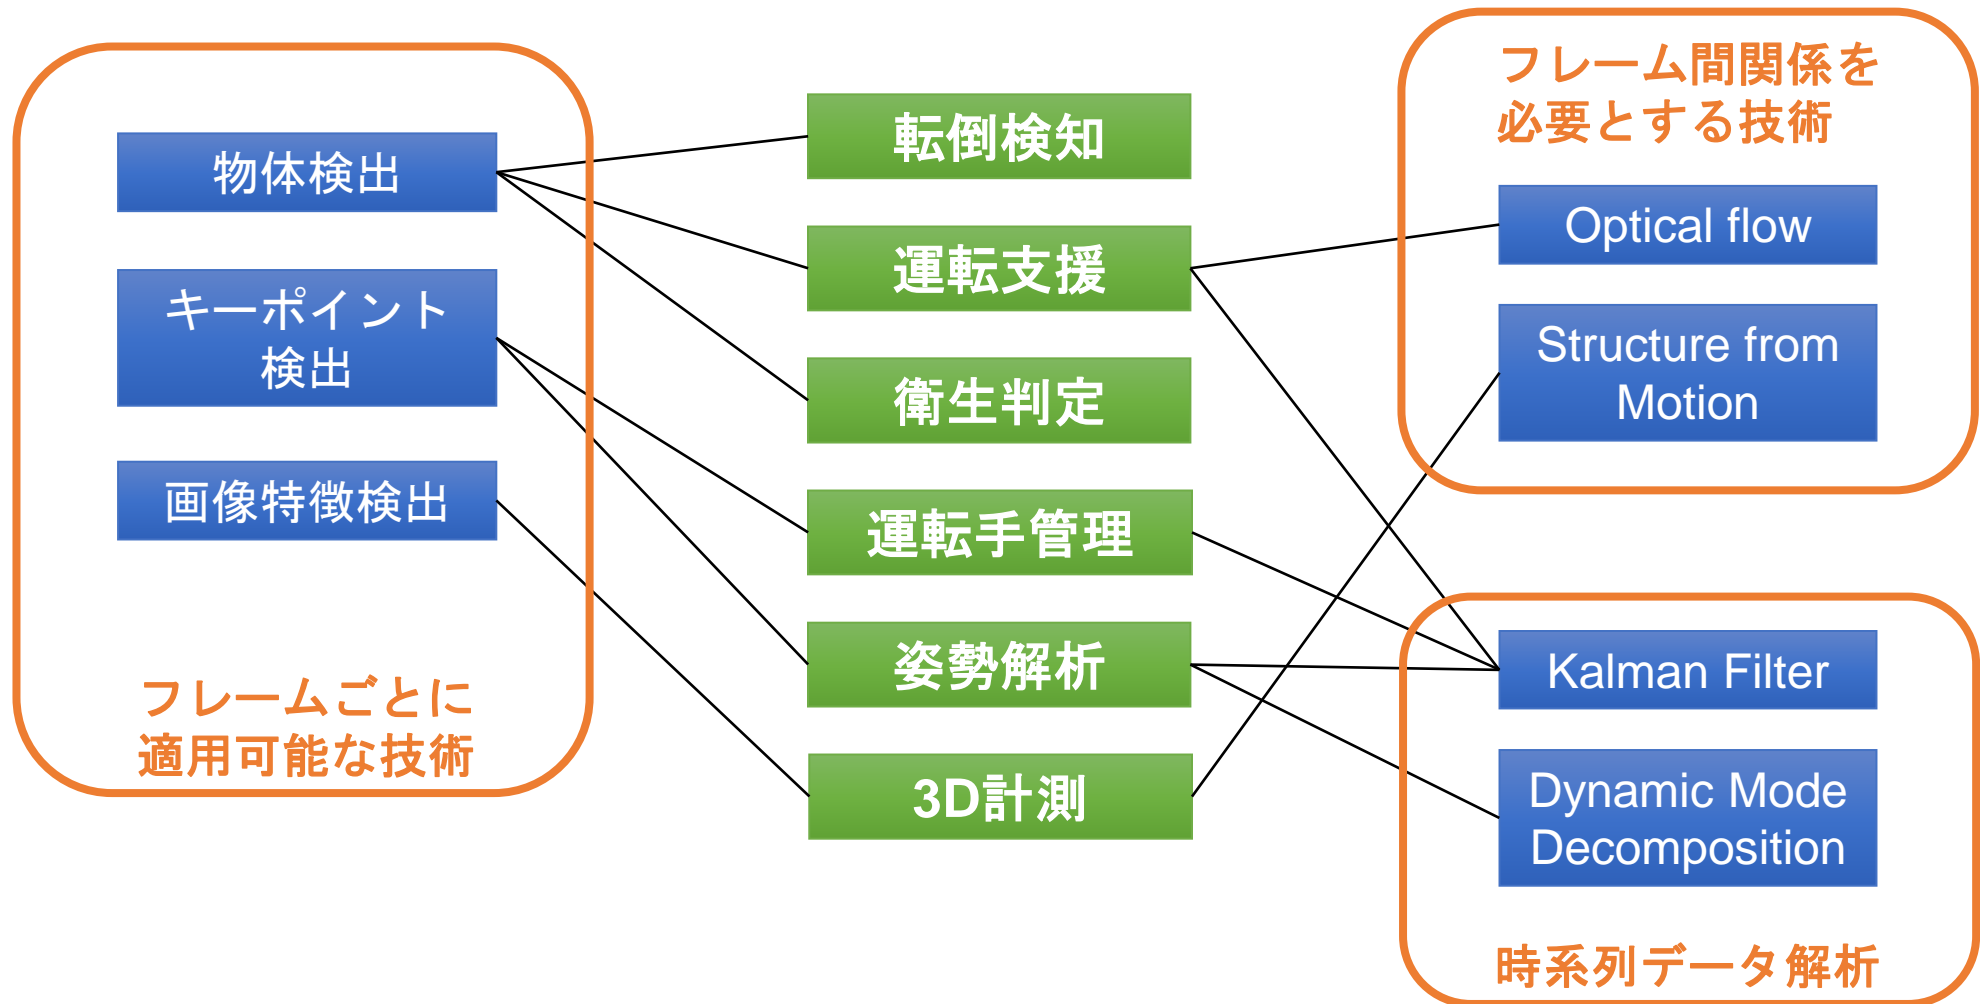 物体検出
キーポイント
検出
画像特徴検出
フレームごとに
適用可能な技術
転倒検知
運転支援
衛生判定
運転手管理
姿勢解析
3D計測
フレーム間関係を
必要とする技術
Optical flow
Structure from
Motion
Kalman Filter
Dynamic Mode
Decomposition
時系列データ解析